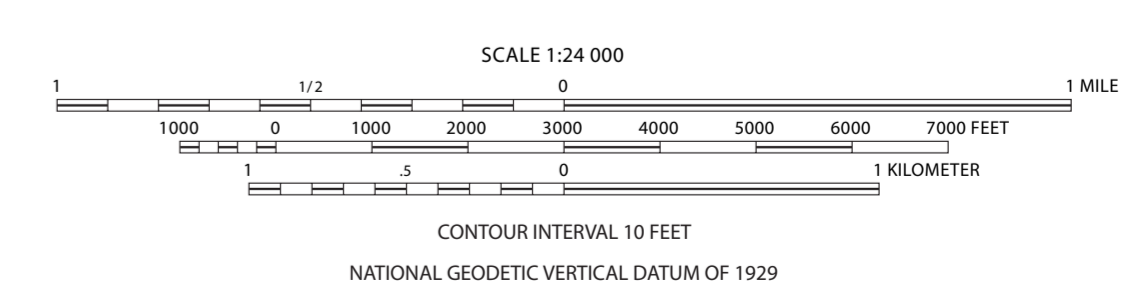 SCALE 1:24 000
1 1/2 0 1 MILE
1000 0 1000 2000 3000 4000 5000 6000 7000 FEET
1 .5 0 1 KILOMETER
CONTOUR INTERVAL 10 FEET
NATIONAL GEODETIC VERTICAL DATUM OF 1929